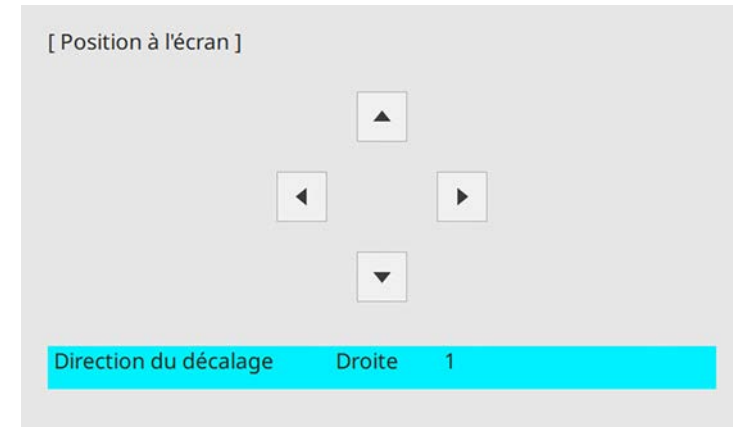 [ Position à l'écran ]
Direction du décalage Droite 1